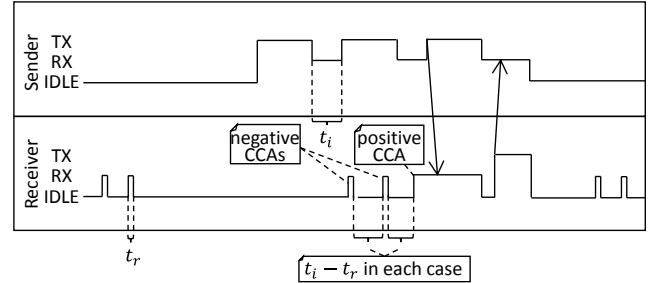 Sender
TX
RX
IDLE
t_i
negative
CCAs
positive
CCA
Receiver
TX
RX
IDLE
t_r
t_i − t_r in each case